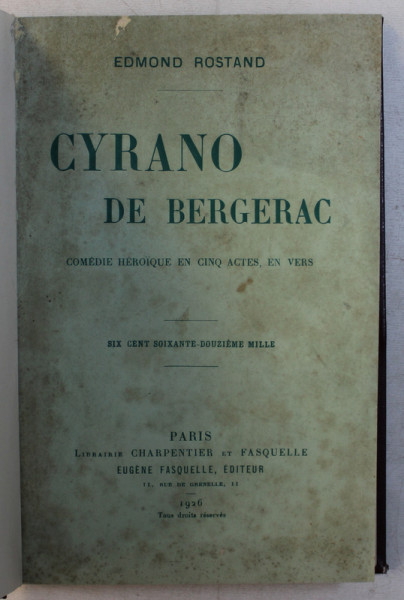 EDMOND ROSTAND
CYRANO
DE BERGERAC
COMÉDIE HÉROÏQUE EN CINQ ACTES, EN VERS
SIX CENT SOIXANTE-DOUZIÈME MILLE
PARIS
LIBRAIRIE CHARPENTIER ET FASQUELLE
EUGÈNE FASQUELLE, ÉDITEUR
11, RUE DE GRENELLE, 11
1926
Tous droits réservés